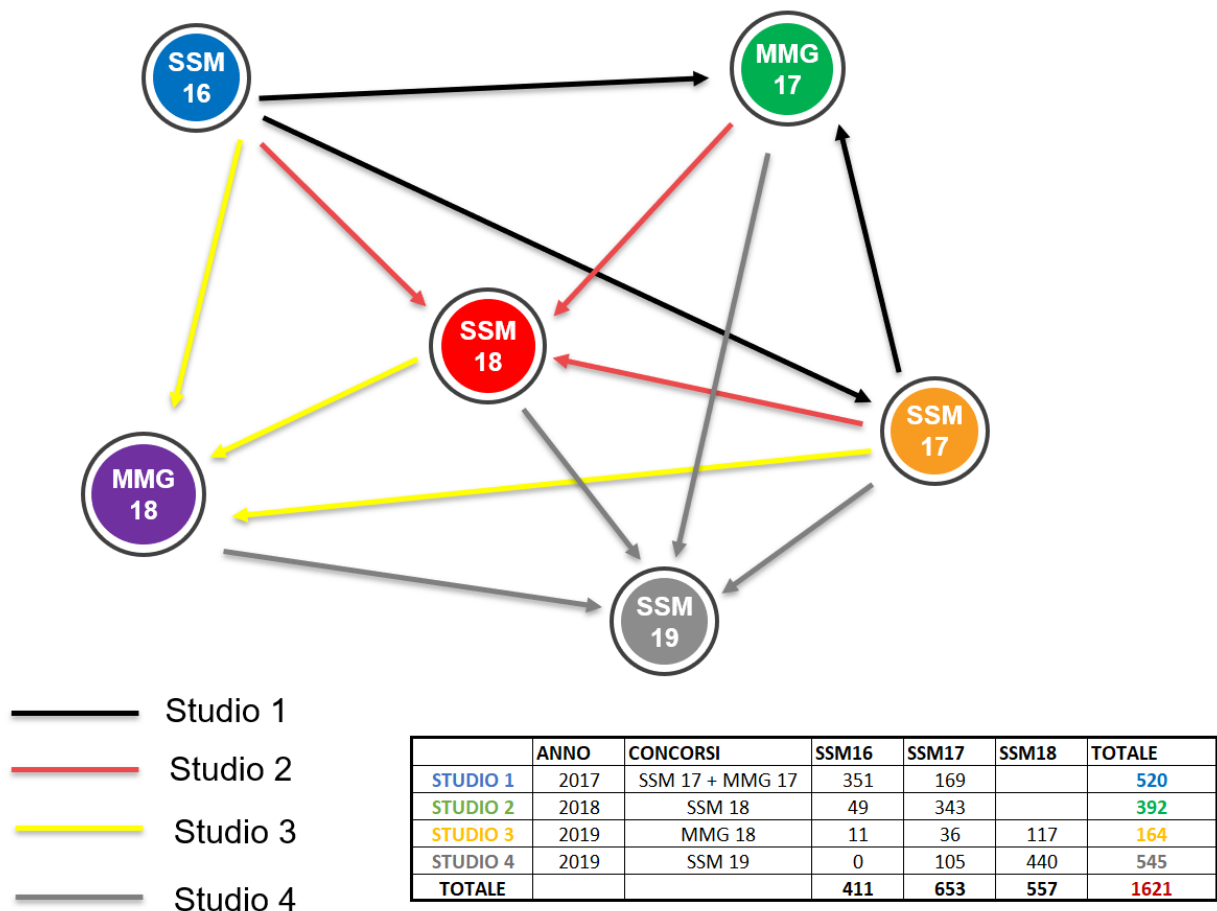 SSM
16
MMG
17
SSM
18
SSM
17
MMG
18
SSM
19
Studio 1
Studio 2
Studio 3
Studio 4
ANNO CONCORSI SSM16 SSM17 SSM18 TOTALE
STUDIO 1 2017 SSM 17 + MMG 17 351 169 520
STUDIO 2 2018 SSM 18 49 343 392
STUDIO 3 2019 MMG 18 11 36 117 164
STUDIO 4 2019 SSM 19 0 105 440 545
TOTALE 411 653 557 1621